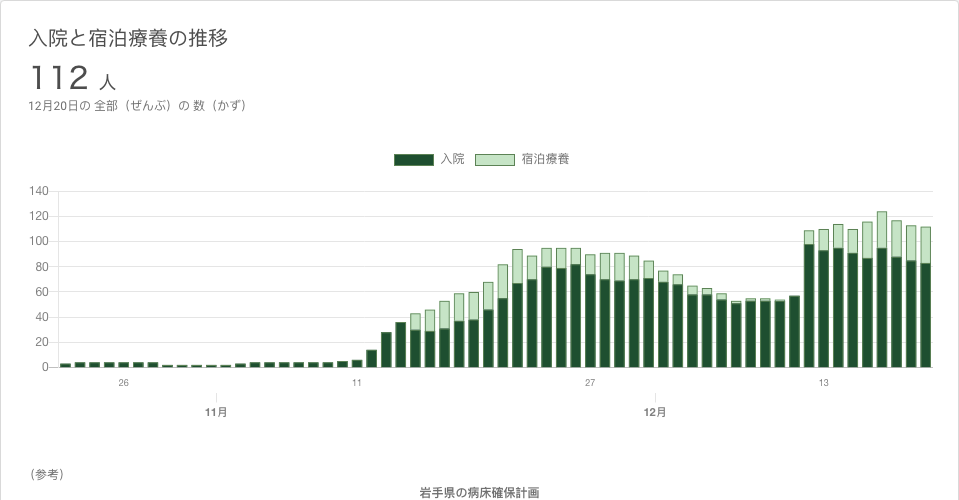 入院と宿泊療養の推移
112 人
12月20日の 全部（ぜんぶ）の 数（かず）
入院 宿泊療養
140
120
100
80
60
40
20
0
26 11 27 13
11月 12月
（参考）
岩手県の病床確保計画